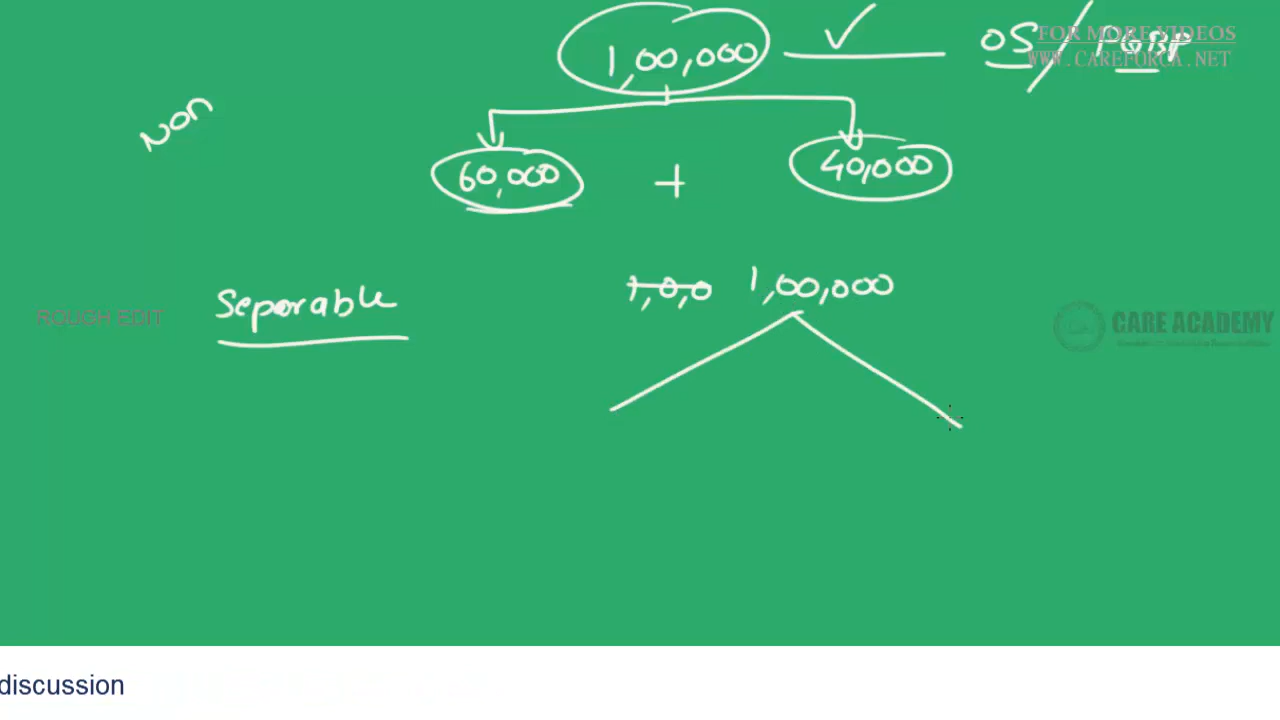 1,00,000
OS / PGBP
FOR MORE VIDEOS
WWW.CAREFORCA.NET
Non
60,000 + 40,000
Separable
1,0,0 1,00,000
ROUGH EDIT
CARE ACADEMY
discussion